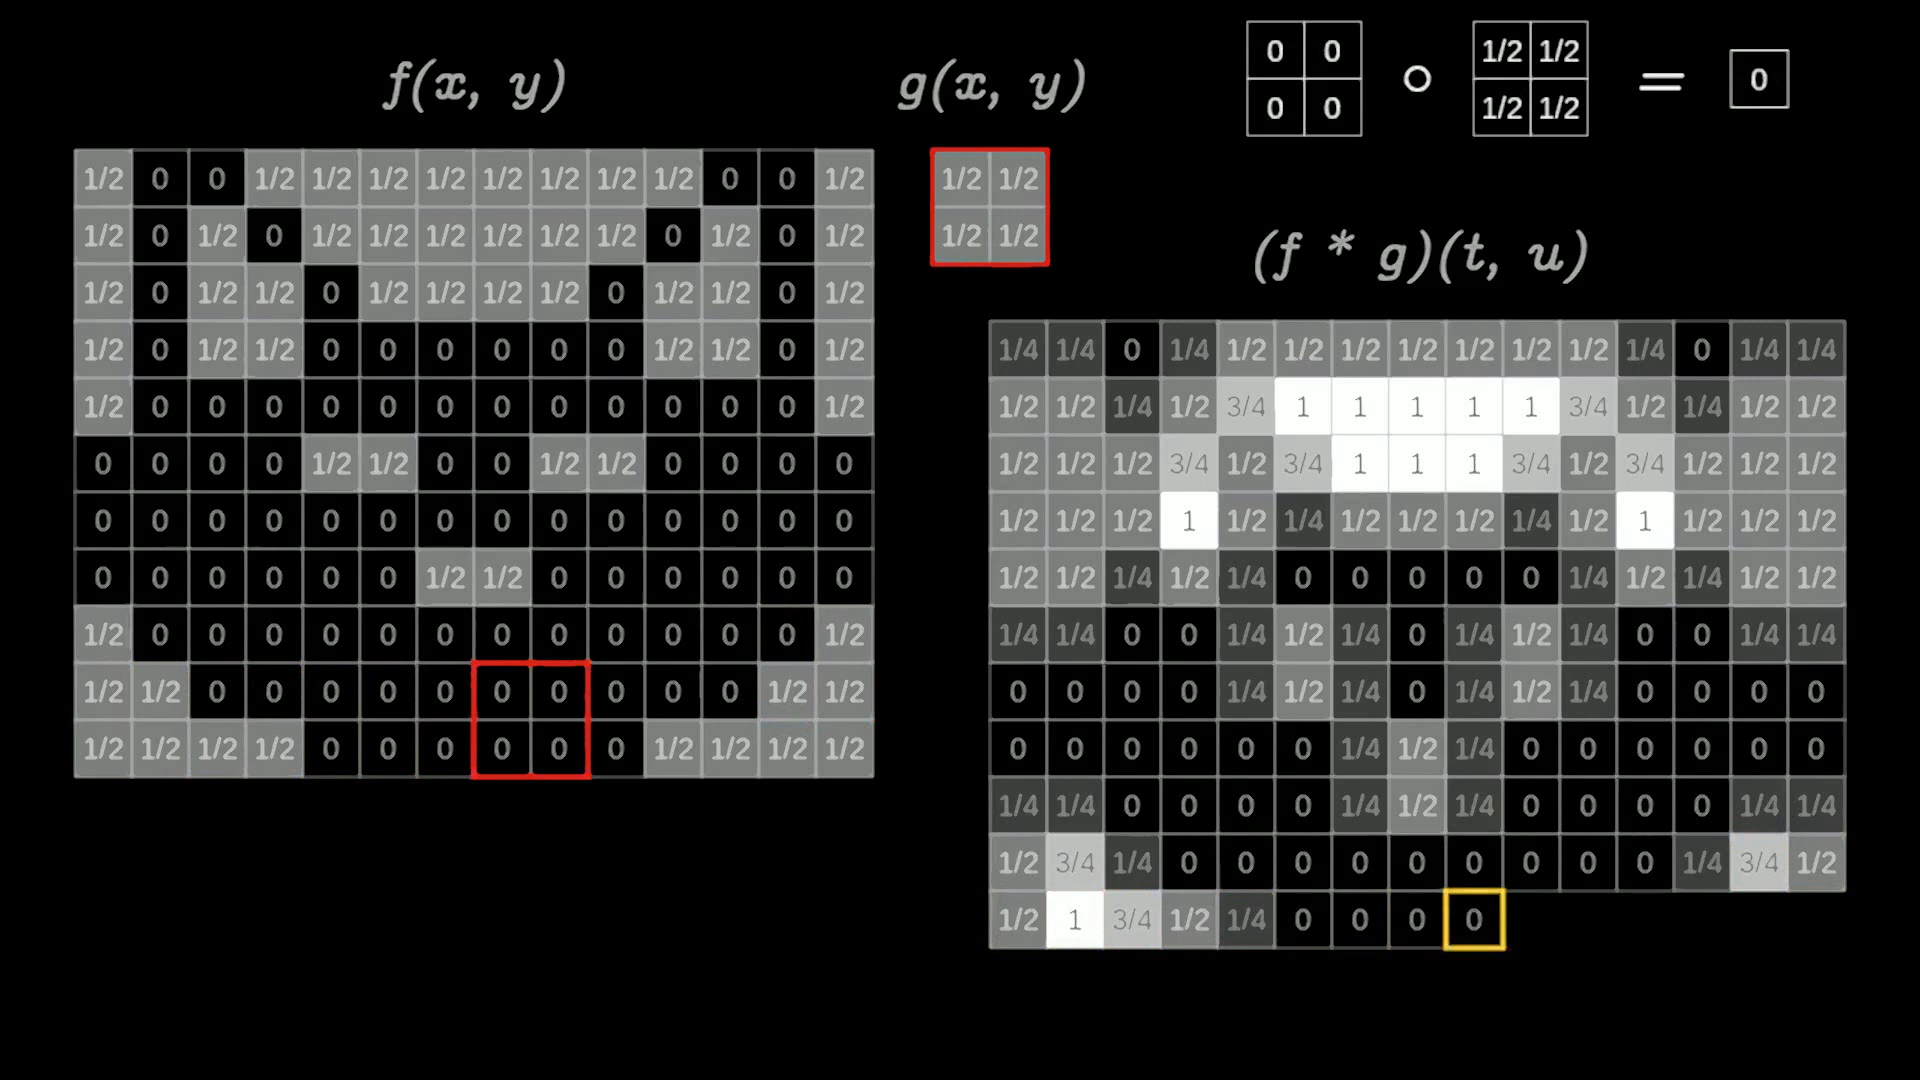 f(x, y)
g(x, y)
0 0
0 0
∘
1/2 1/2
1/2 1/2
=
0
1/2 0 0 1/2 1/2 1/2 1/2 1/2 1/2 1/2 1/2 0 0 1/2
1/2 0 1/2 0 1/2 1/2 1/2 1/2 1/2 1/2 0 1/2 0 1/2
1/2 0 1/2 1/2 0 1/2 1/2 1/2 1/2 0 1/2 1/2 0 1/2
1/2 0 1/2 1/2 0 0 0 0 0 0 1/2 1/2 0 1/2
1/2 0 0 0 0 0 0 0 0 0 0 0 0 1/2
0 0 0 0 1/2 1/2 0 0 1/2 1/2 0 0 0 0
0 0 0 0 0 0 0 0 0 0 0 0 0 0
0 0 0 0 0 0 1/2 1/2 0 0 0 0 0 0
1/2 0 0 0 0 0 0 0 0 0 0 0 0 1/2
1/2 1/2 0 0 0 0 0 0 0 0 0 0 1/2 1/2
1/2 1/2 1/2 1/2 0 0 0 0 0 0 1/2 1/2 1/2 1/2
1/2 1/2
1/2 1/2
(f * g)(t, u)
1/4 1/4 0 1/4 1/2 1/2 1/2 1/2 1/2 1/2 1/2 1/4 0 1/4 1/4
1/2 1/2 1/4 1/2 3/4 1 1 1 1 1 3/4 1/2 1/4 1/2 1/2
1/2 1/2 1/2 3/4 1/2 3/4 1 1 1 3/4 1/2 3/4 1/2 1/2 1/2
1/2 1/2 1/2 1 1/2 1/4 1/2 1/2 1/2 1/4 1/2 1 1/2 1/2 1/2
1/2 1/2 1/4 1/2 1/4 0 0 0 0 0 1/4 1/2 1/4 1/2 1/2
1/4 1/4 0 0 1/4 1/2 1/4 0 1/4 1/2 1/4 0 0 1/4 1/4
0 0 0 0 1/4 1/2 1/4 0 1/4 1/2 1/4 0 0 0 0
0 0 0 0 0 0 1/4 1/2 1/4 0 0 0 0 0 0
1/4 1/4 0 0 0 0 1/4 1/2 1/4 0 0 0 0 1/4 1/4
1/2 3/4 1/4 0 0 0 0 0 0 0 0 0 1/4 3/4 1/2
1/2 1 3/4 1/2 1/4 0 0 0 0